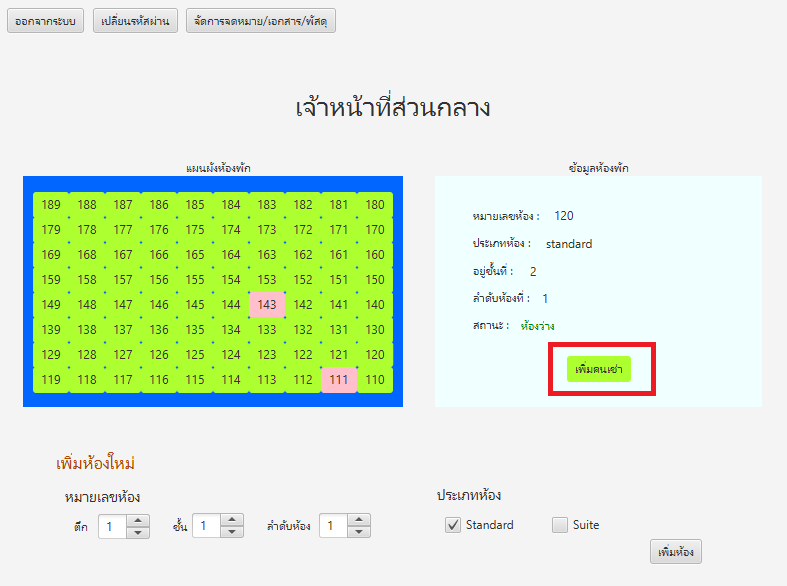 ออกจากระบบ เปลี่ยนรหัสผ่าน จัดการจดหมาย/เอกสาร/พัสดุ
เจ้าหน้าที่ส่วนกลาง
แผนผังห้องพัก
189 188 187 186 185 184 183 182 181 180
179 178 177 176 175 174 173 172 171 170
169 168 167 166 165 164 163 162 161 160
159 158 157 156 155 154 153 152 151 150
149 148 147 146 145 144 143 142 141 140
139 138 137 136 135 134 133 132 131 130
129 128 127 126 125 124 123 122 121 120
119 118 117 116 115 114 113 112 111 110
ข้อมูลห้องพัก
หมายเลขห้อง : 120
ประเภทห้อง : standard
อยู่ชั้นที่ : 2
ลำดับห้องที่ : 1
สถานะ : ห้องว่าง
เพิ่มคนเช่า
เพิ่มห้องใหม่
หมายเลขห้อง
ตึก 1 ชั้น 1 ลำดับห้อง 1
ประเภทห้อง
Standard Suite
เพิ่มห้อง